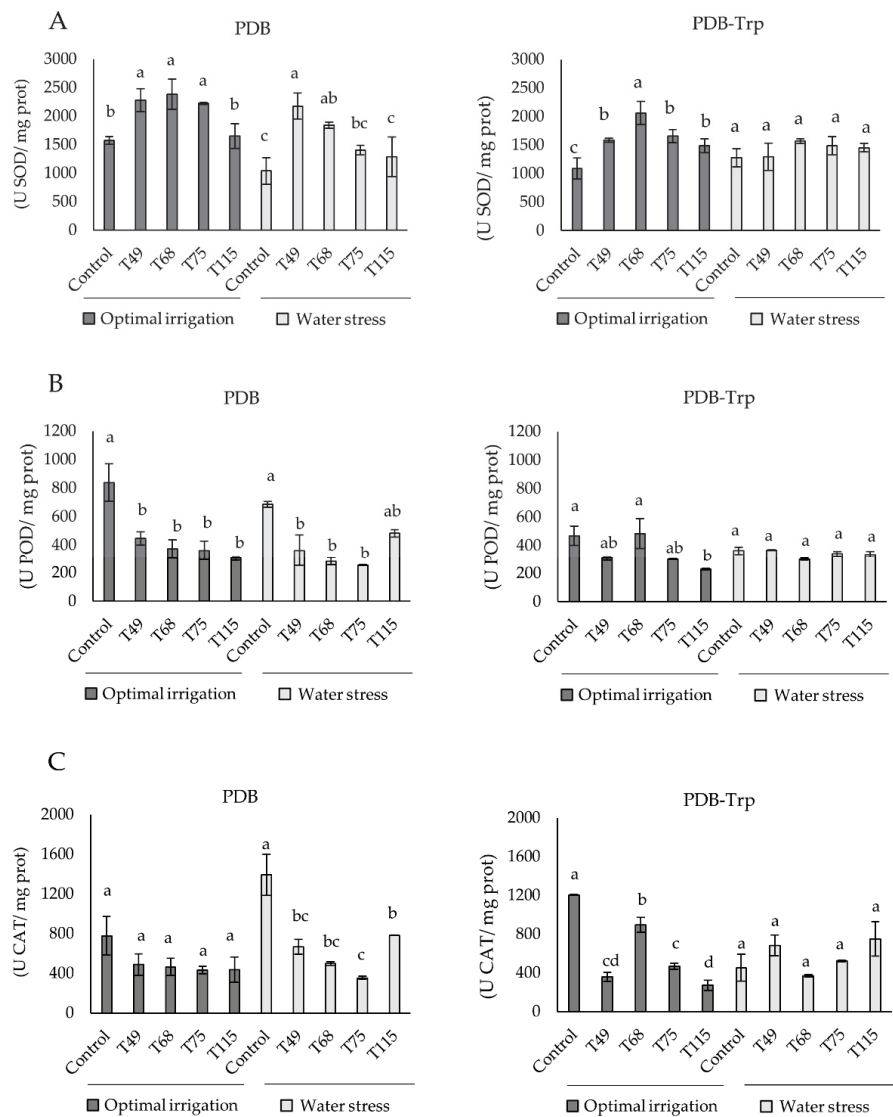 A
PDB
PDB-Trp
(U SOD/ mg prot)
3000
2500
2000
1500
1000
500
0
b
a
a
a
b
c
a
ab
bc
c
Control
T49
T68
T75
T115
Control
T49
T68
T75
T115
Optimal irrigation
Water stress
(U SOD/ mg prot)
3000
2500
2000
1500
1000
500
0
c
b
a
b
b
a
a
a
a
a
Control
T49
T68
T75
T115
Control
T49
T68
T75
T115
Optimal irrigation
Water stress
B
PDB
PDB-Trp
(U POD/ mg prot)
1200
1000
800
600
400
200
0
a
b
b
b
b
a
b
b
b
ab
Control
T49
T68
T75
T115
Control
T49
T68
T75
T115
Optimal irrigation
Water stress
(U POD/ mg prot)
1200
1000
800
600
400
200
0
a
ab
a
ab
b
a
a
a
a
a
Control
T49
T68
T75
T115
Control
T49
T68
T75
T115
Optimal irrigation
Water stress
C
PDB
PDB-Trp
(U CAT/ mg prot)
2000
1600
1200
800
400
0
a
a
a
a
a
a
bc
bc
c
b
Control
T49
T68
T75
T115
Control
T49
T68
T75
T115
Optimal irrigation
Water stress
(U CAT/ mg prot)
2000
1600
1200
800
400
0
a
cd
b
c
d
a
a
a
a
a
Control
T49
T68
T75
T115
Control
T49
T68
T75
T115
Optimal irrigation
Water stress